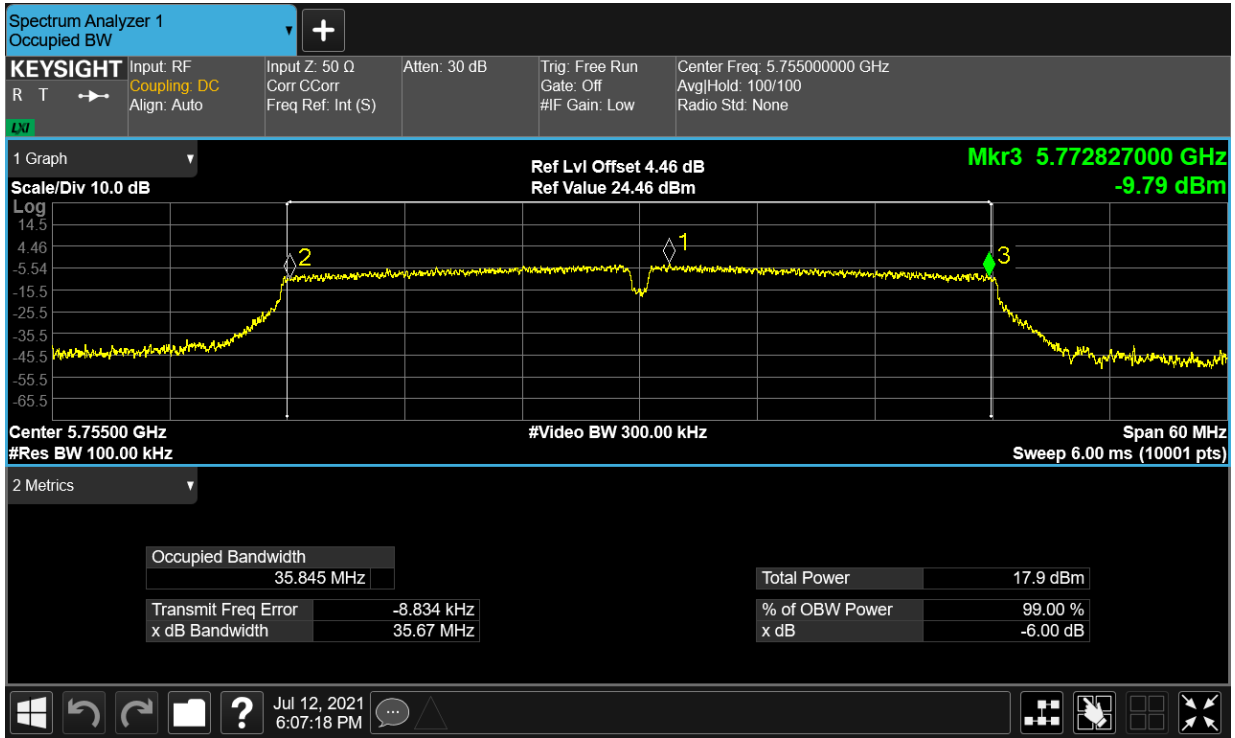 Spectrum Analyzer 1
Occupied BW
KEYSIGHT
R T
LXI
Input: RF
Coupling: DC
Align: Auto
Input Z: 50 Ω
Corr CCorr
Freq Ref: Int (S)
Atten: 30 dB
Trig: Free Run
Gate: Off
#IF Gain: Low
Center Freq: 5.755000000 GHz
Avg|Hold: 100/100
Radio Std: None
1 Graph
Scale/Div 10.0 dB
Ref Lvl Offset 4.46 dB
Ref Value 24.46 dBm
Mkr3 5.772827000 GHz
-9.79 dBm
Log
14.5
4.46
-5.54
-15.5
-25.5
-35.5
-45.5
-55.5
-65.5
2
1
3
Center 5.75500 GHz
#Res BW 100.00 kHz
#Video BW 300.00 kHz
Span 60 MHz
Sweep 6.00 ms (10001 pts)
2 Metrics
Occupied Bandwidth
35.845 MHz
Transmit Freq Error -8.834 kHz
x dB Bandwidth 35.67 MHz
Total Power 17.9 dBm
% of OBW Power 99.00 %
x dB -6.00 dB
?
Jul 12, 2021
6:07:18 PM